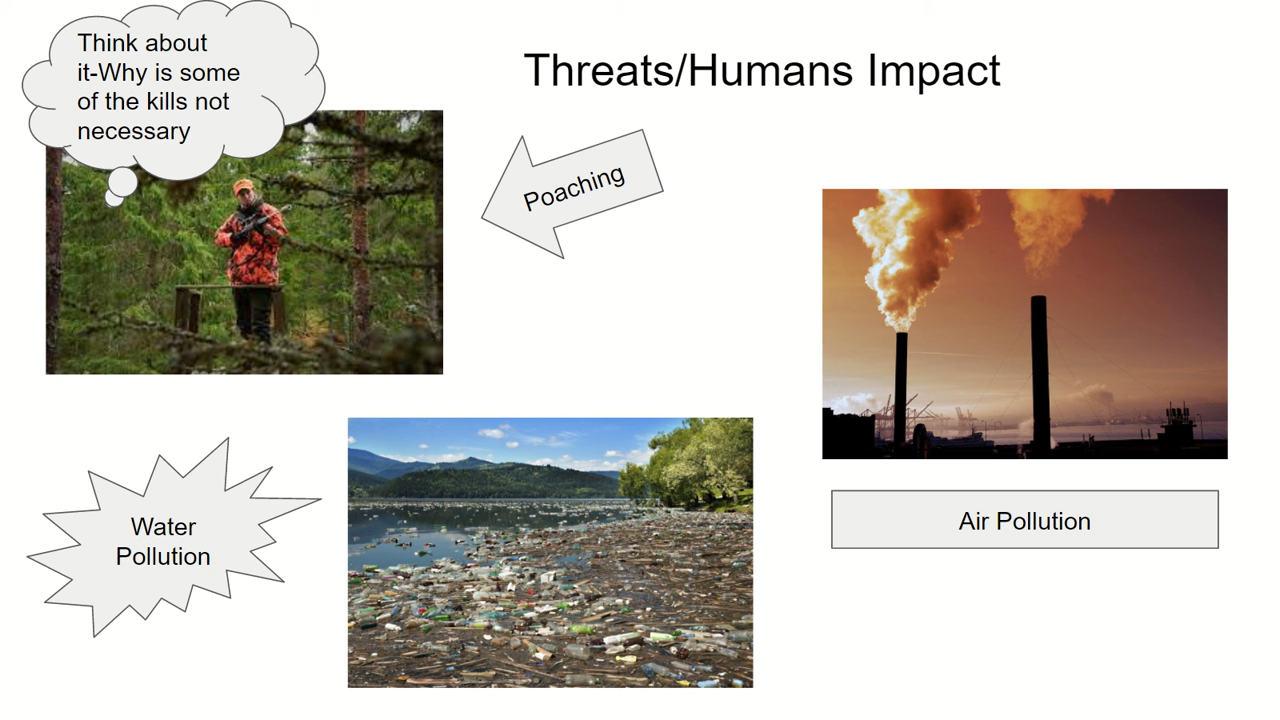 Think about
it-Why is some
of the kills not
necessary
Threats/Humans Impact
Poaching
Water
Pollution
Air Pollution